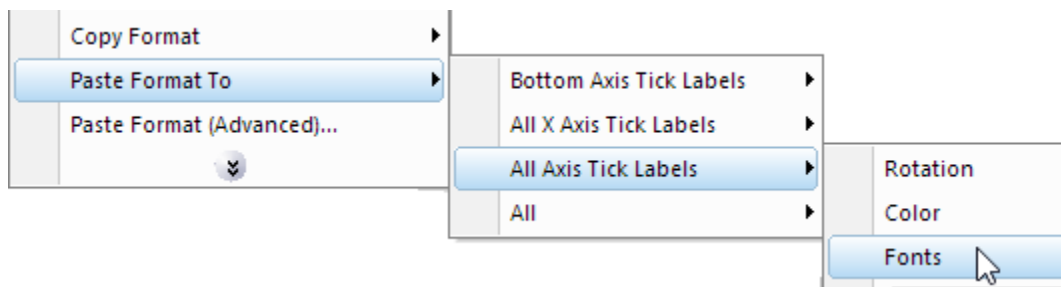 Copy Format
Paste Format To
Paste Format (Advanced)...
Bottom Axis Tick Labels
All X Axis Tick Labels
All Axis Tick Labels
All
Rotation
Color
Fonts